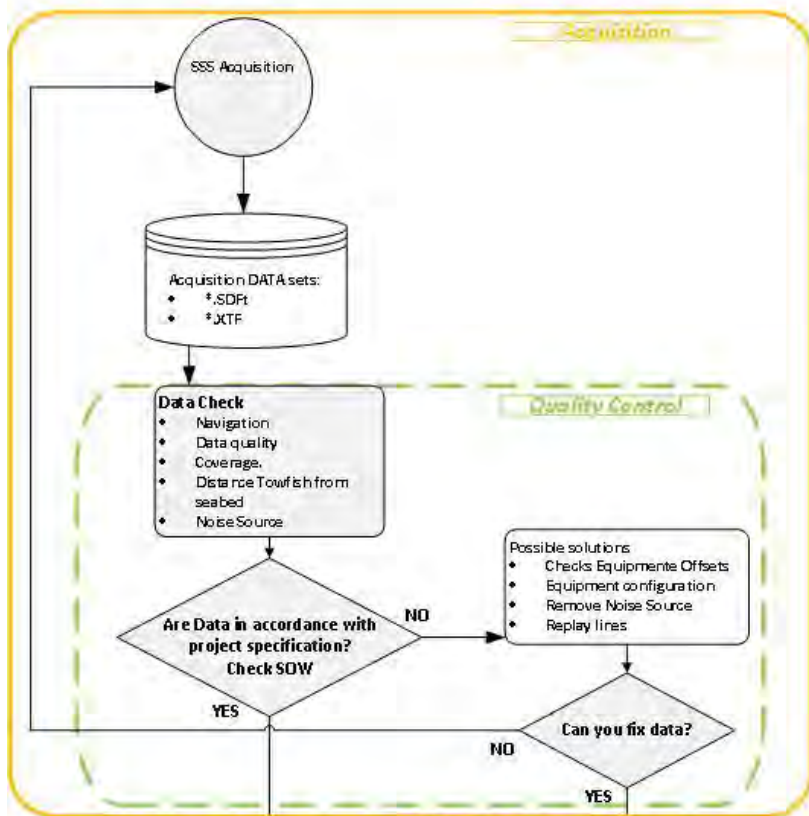 Acquisition
SSS Acquisition
Acquisition DATA sets:
*.SDFt
*.XTF
Quality Control
Data Check
Navigation
Data quality
Coverage.
Distance Towfish from
seabed
Noise Source
Possible solutions
Checks Equipmente Offsets
Equipment configuration
Remove Noise Source
Replay lines
NO
Are Data in accordance with
project specification?
Check SOW
YES
Can you fix data?
NO
YES